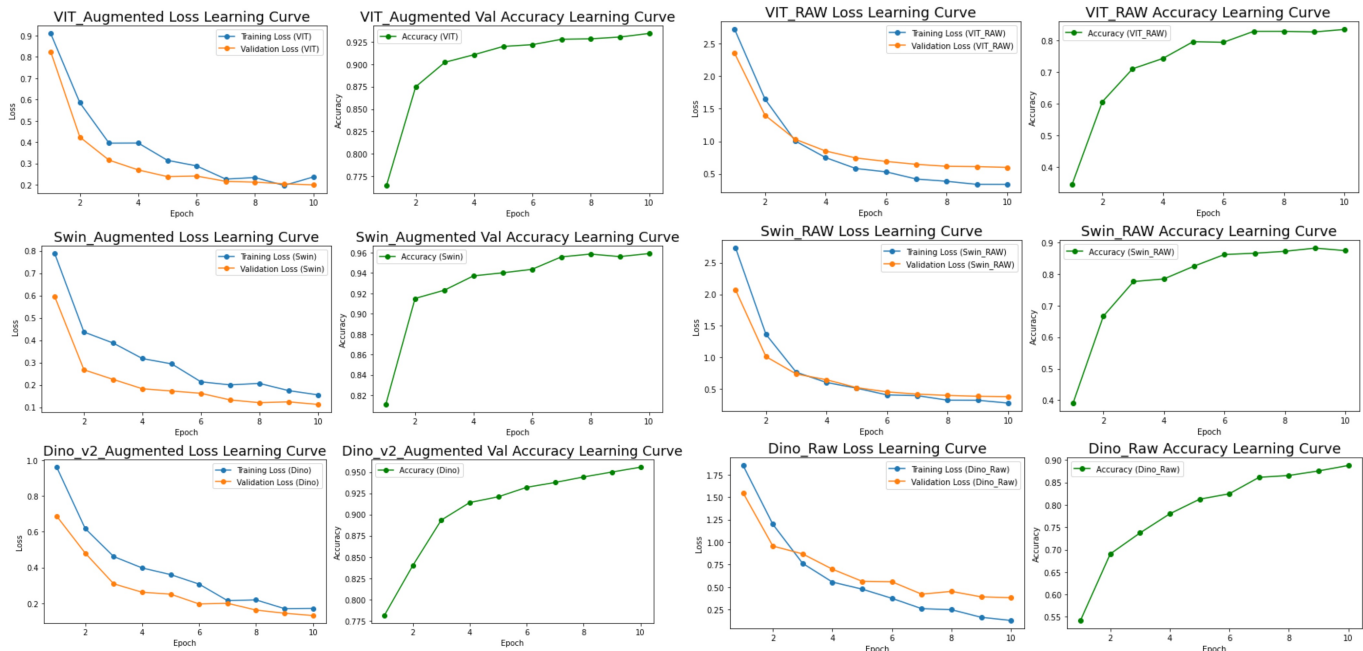 VIT_Augmented Loss Learning Curve
Training Loss (VIT)
Validation Loss (VIT)
0.9
0.8
0.7
0.6
0.5
0.4
0.3
0.2
Loss
2 4 6 8 10
Epoch
VIT_Augmented Val Accuracy Learning Curve
Accuracy (VIT)
0.925
0.900
0.875
0.850
0.825
0.800
0.775
Accuracy
2 4 6 8 10
Epoch
VIT_RAW Loss Learning Curve
Training Loss (VIT_RAW)
Validation Loss (VIT_RAW)
2.5
2.0
1.5
1.0
0.5
Loss
2 4 6 8 10
Epoch
VIT_RAW Accuracy Learning Curve
Accuracy (VIT_RAW)
0.8
0.7
0.6
0.5
0.4
Accuracy
2 4 6 8 10
Epoch
Swin_Augmented Loss Learning Curve
Training Loss (Swin)
Validation Loss (Swin)
0.8
0.7
0.6
0.5
0.4
0.3
0.2
0.1
Loss
2 4 6 8 10
Epoch
Swin_Augmented Val Accuracy Learning Curve
Accuracy (Swin)
0.96
0.94
0.92
0.90
0.88
0.86
0.84
0.82
Accuracy
2 4 6 8 10
Epoch
Swin_RAW Loss Learning Curve
Training Loss (Swin_RAW)
Validation Loss (Swin_RAW)
2.5
2.0
1.5
1.0
0.5
Loss
2 4 6 8 10
Epoch
Swin_RAW Accuracy Learning Curve
Accuracy (Swin_RAW)
0.9
0.8
0.7
0.6
0.5
0.4
Accuracy
2 4 6 8 10
Epoch
Dino_v2_Augmented Loss Learning Curve
Training Loss (Dino)
Validation Loss (Dino)
1.0
0.8
0.6
0.4
0.2
Loss
2 4 6 8 10
Epoch
Dino_v2_Augmented Val Accuracy Learning Curve
Accuracy (Dino)
0.950
0.925
0.900
0.875
0.850
0.825
0.800
0.775
Accuracy
2 4 6 8 10
Epoch
Dino_Raw Loss Learning Curve
Training Loss (Dino_Raw)
Validation Loss (Dino_Raw)
1.75
1.50
1.25
1.00
0.75
0.50
0.25
Loss
2 4 6 8 10
Epoch
Dino_Raw Accuracy Learning Curve
Accuracy (Dino_Raw)
0.90
0.85
0.80
0.75
0.70
0.65
0.60
0.55
Accuracy
2 4 6 8 10
Epoch